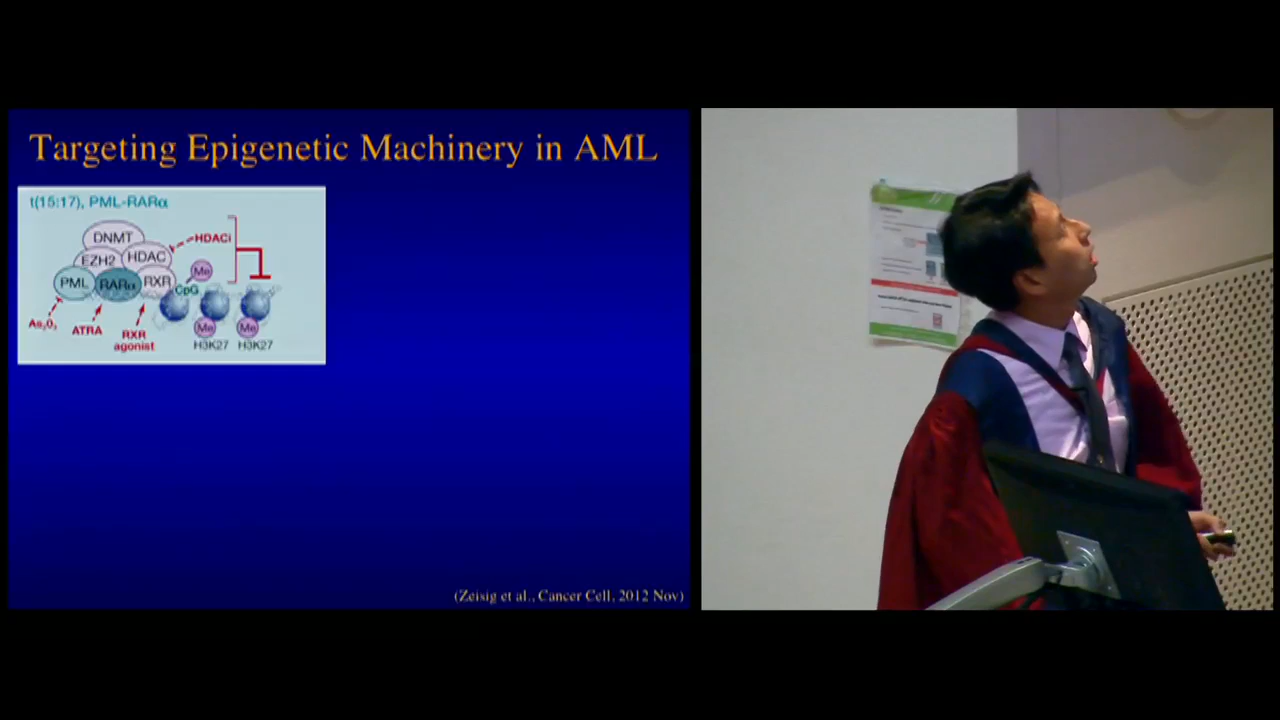 Targeting Epigenetic Machinery in AML
t(15:17), PML-RARα
DNMT
HDACi
EZH2
HDAC
PML
RARα
RXR
Me
CpG
As₂O₃
ATRA
RXR
agonist
Me
Me
H3K27
H3K27
(Zeisig et al., Cancer Cell, 2012 Nov)